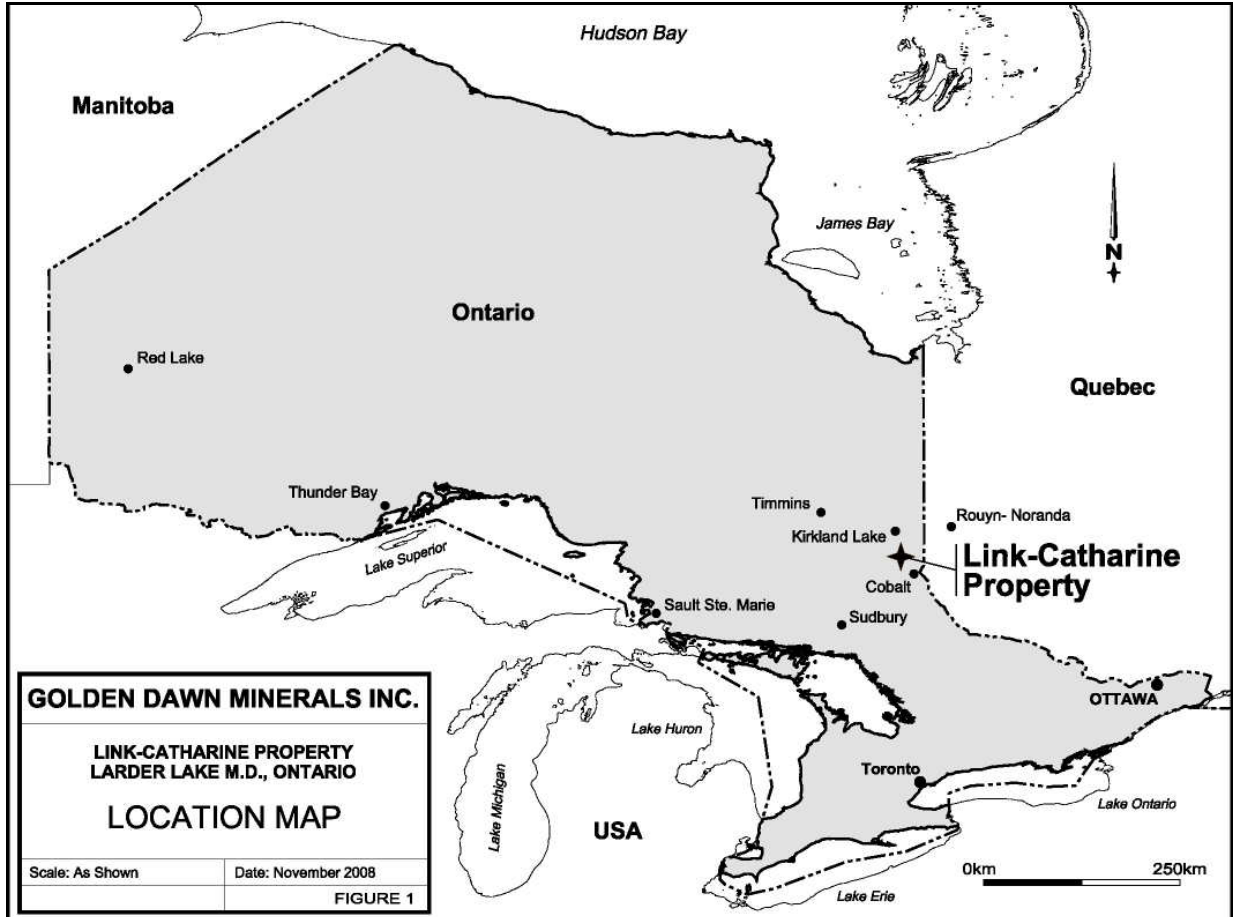 Hudson Bay
Manitoba
James Bay
N
Ontario
Red Lake
Quebec
Thunder Bay
Timmins
Rouyn- Noranda
Kirkland Lake
Link-Catharine
Property
Lake Superior
Cobalt
Sault Ste. Marie
Sudbury
OTTAWA
Lake Huron
Toronto
Lake Michigan
Lake Ontario
USA
Lake Erie
0km 250km
GOLDEN DAWN MINERALS INC.
LINK-CATHARINE PROPERTY
LARDER LAKE M.D., ONTARIO
LOCATION MAP
Scale: As Shown Date: November 2008
FIGURE 1